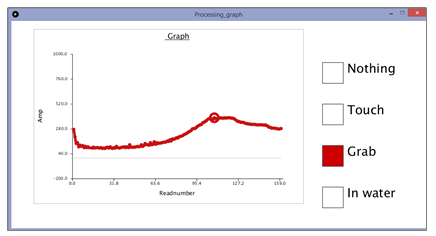 Processing_graph
Graph
1000.0
760.0
520.0
280.0
40.0
-200.0
Amp
0.0 31.8 63.6 95.4 127.2 159.0
Readnumber
Nothing
Touch
Grab
In water